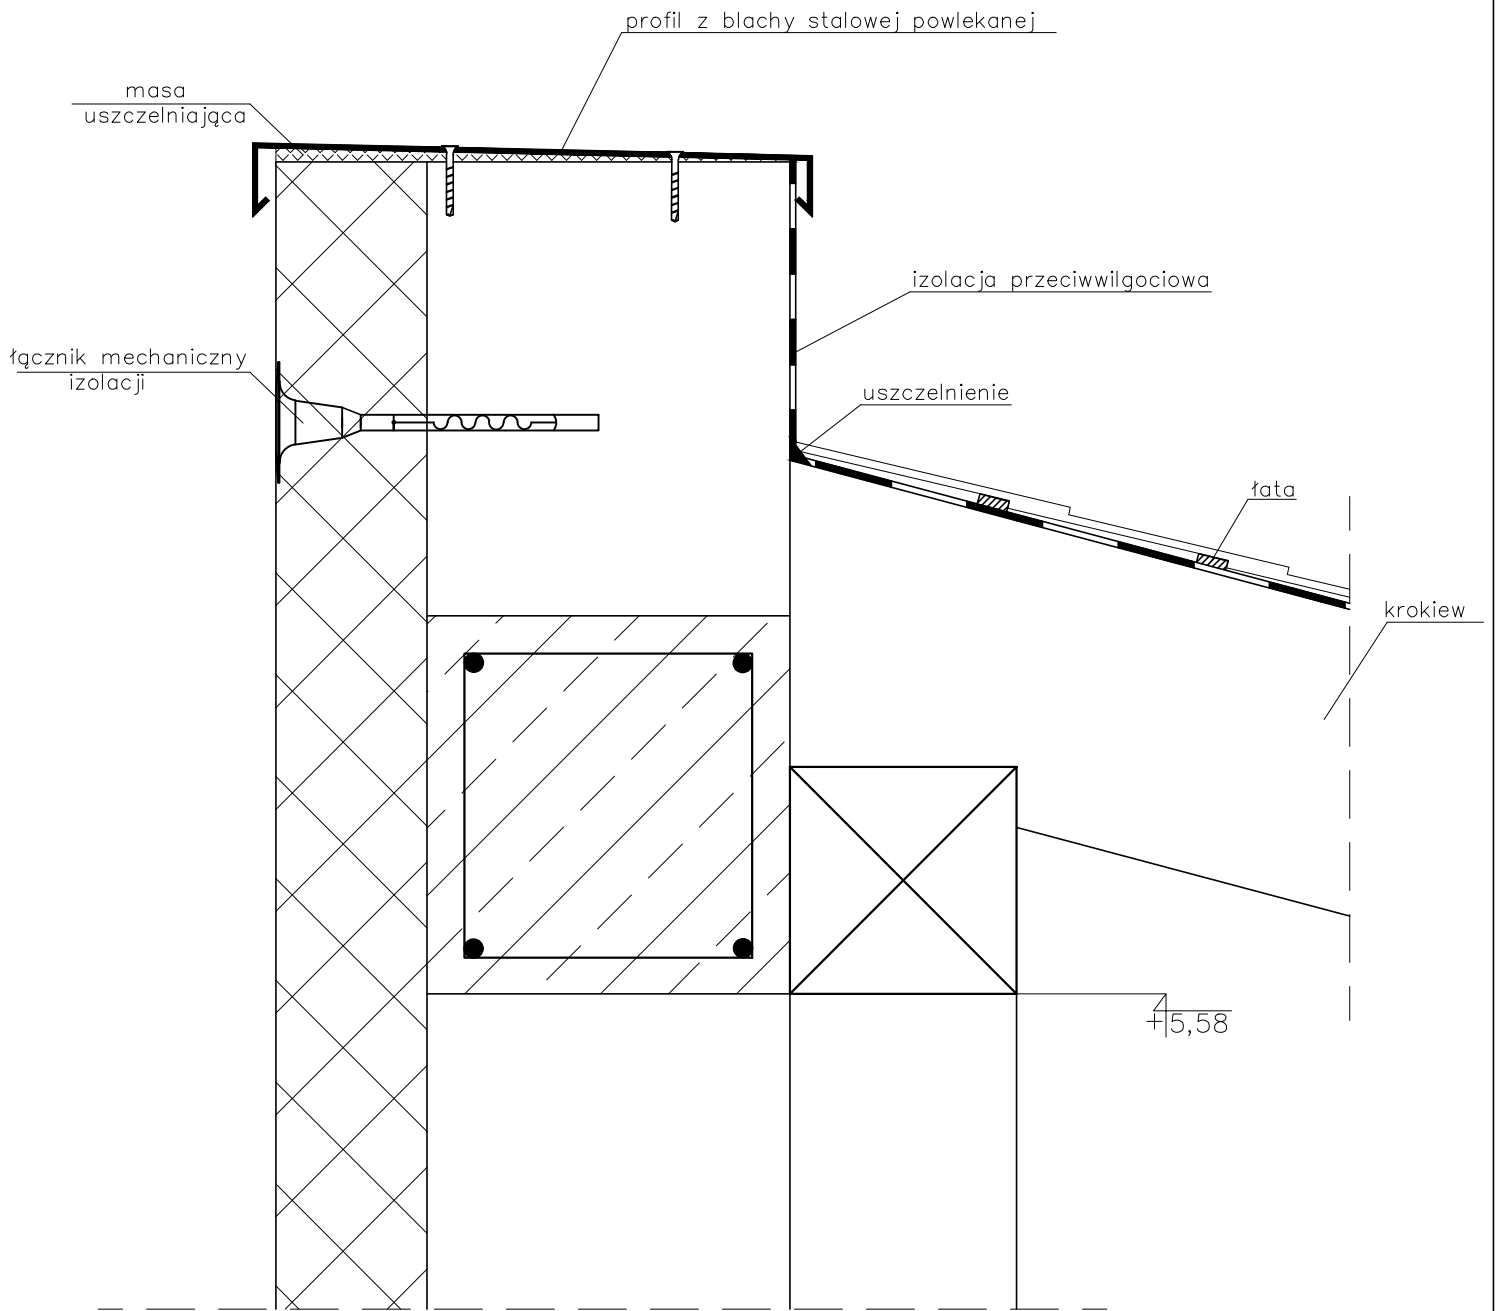 profil z blachy stalowej powlekanej
masa
uszczelniająca
izolacja przeciwwilgociowa
łącznik mechaniczny
izolacji
uszczelnienie
łata
krokiew
+5,58